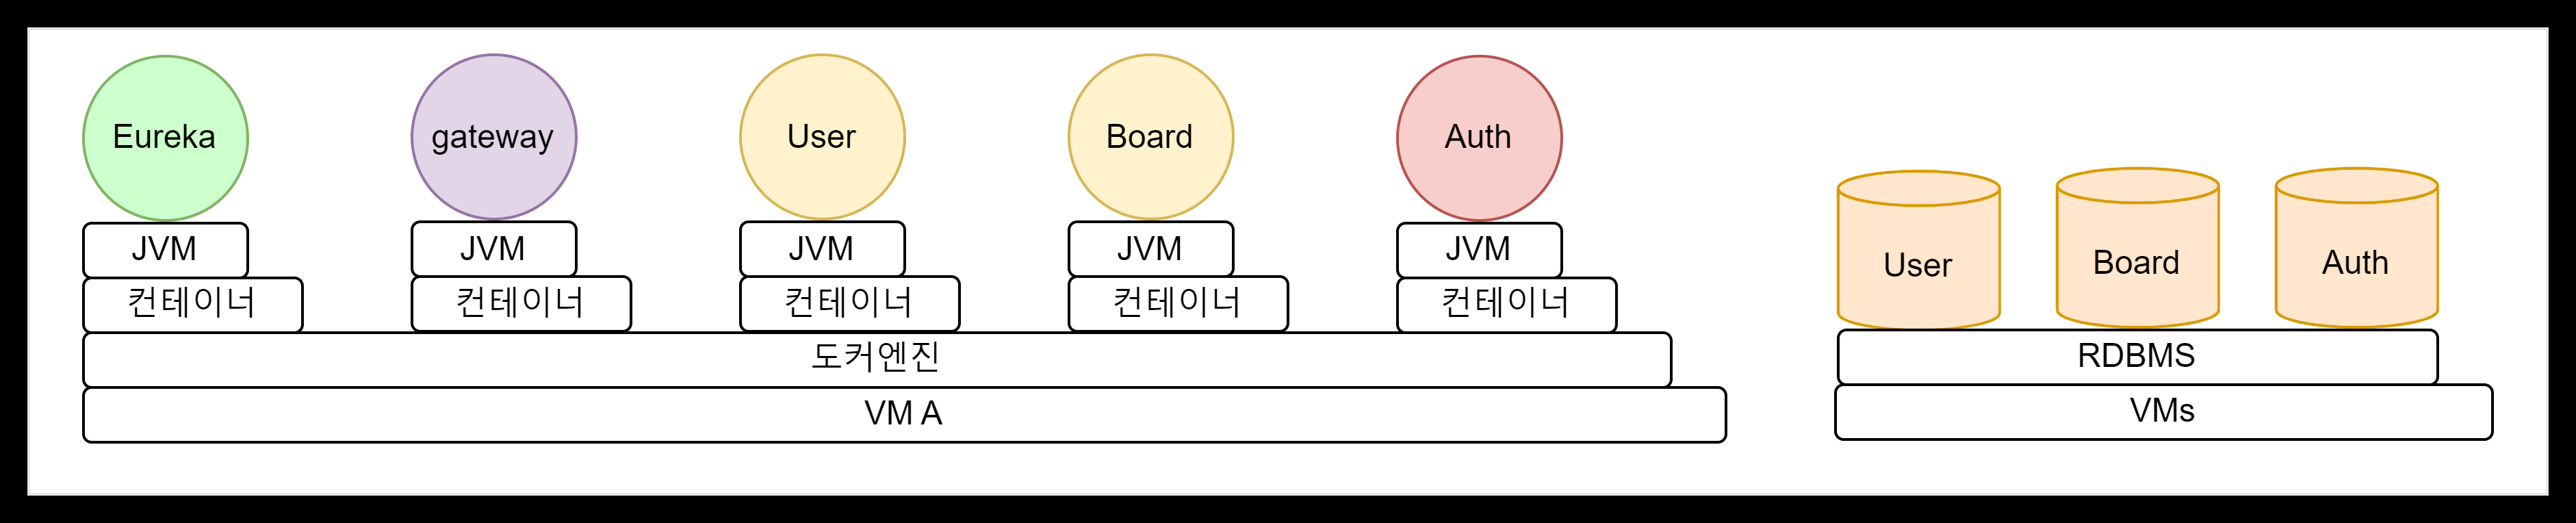 Eureka
gateway
User
Board
Auth
JVM
JVM
JVM
JVM
JVM
컨테이너
컨테이너
컨테이너
컨테이너
컨테이너
도커엔진
VM A
User
Board
Auth
RDBMS
VMs